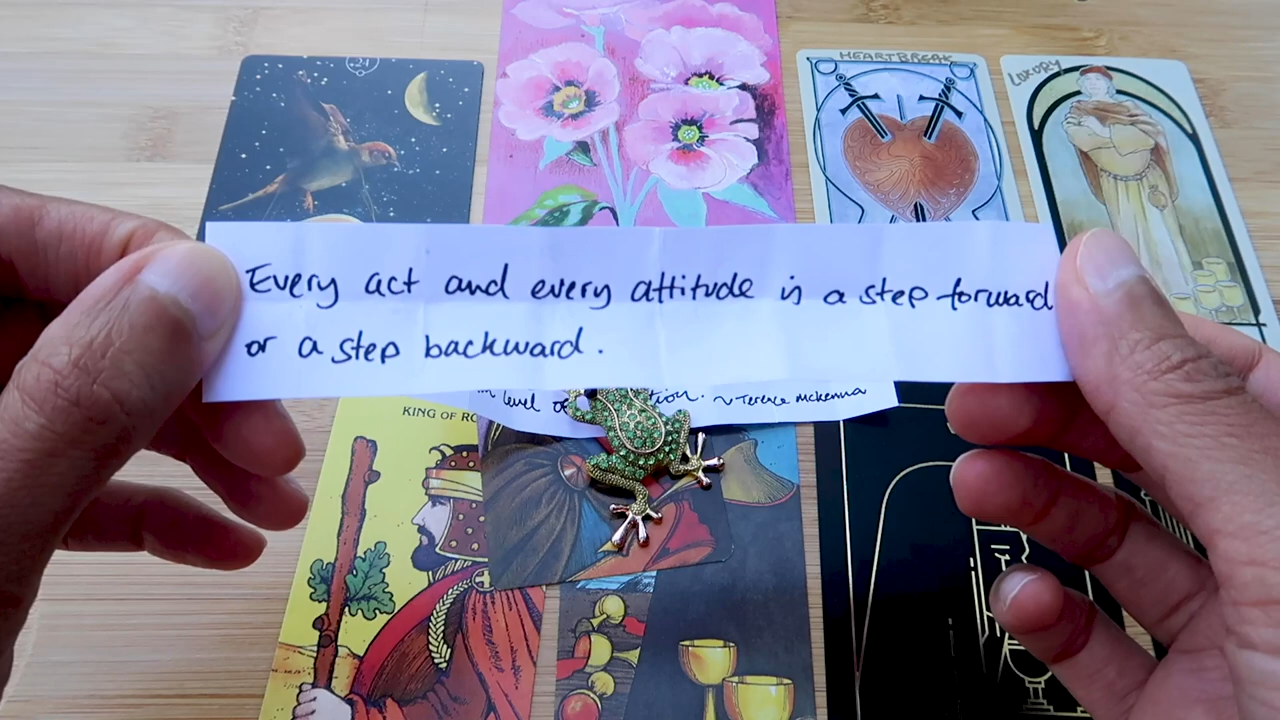 24
HEARTBREAK
LUXURY
Every act and every attitude is a step forward
or a step backward.
level of ~ Terence McKenna
KING OF